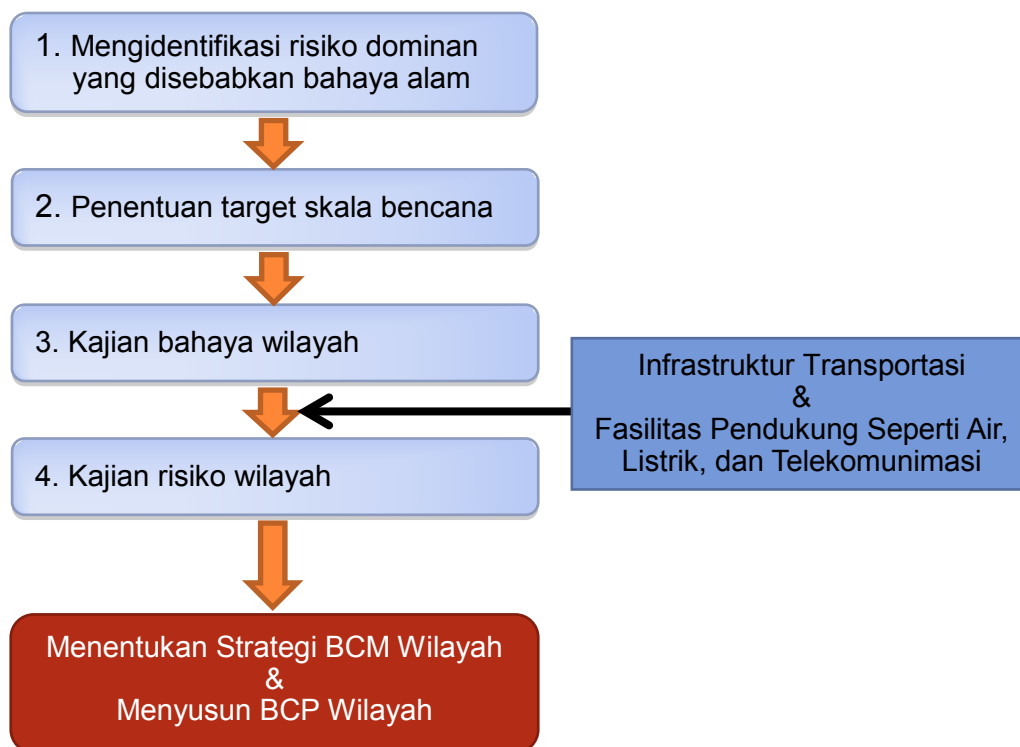 1. Mengidentifikasi risiko dominan
yang disebabkan bahaya alam
2. Penentuan target skala bencana
3. Kajian bahaya wilayah
Infrastruktur Transportasi
&
Fasilitas Pendukung Seperti Air,
Listrik, dan Telekomunimasi
4. Kajian risiko wilayah
Menentukan Strategi BCM Wilayah
&
Menyusun BCP Wilayah